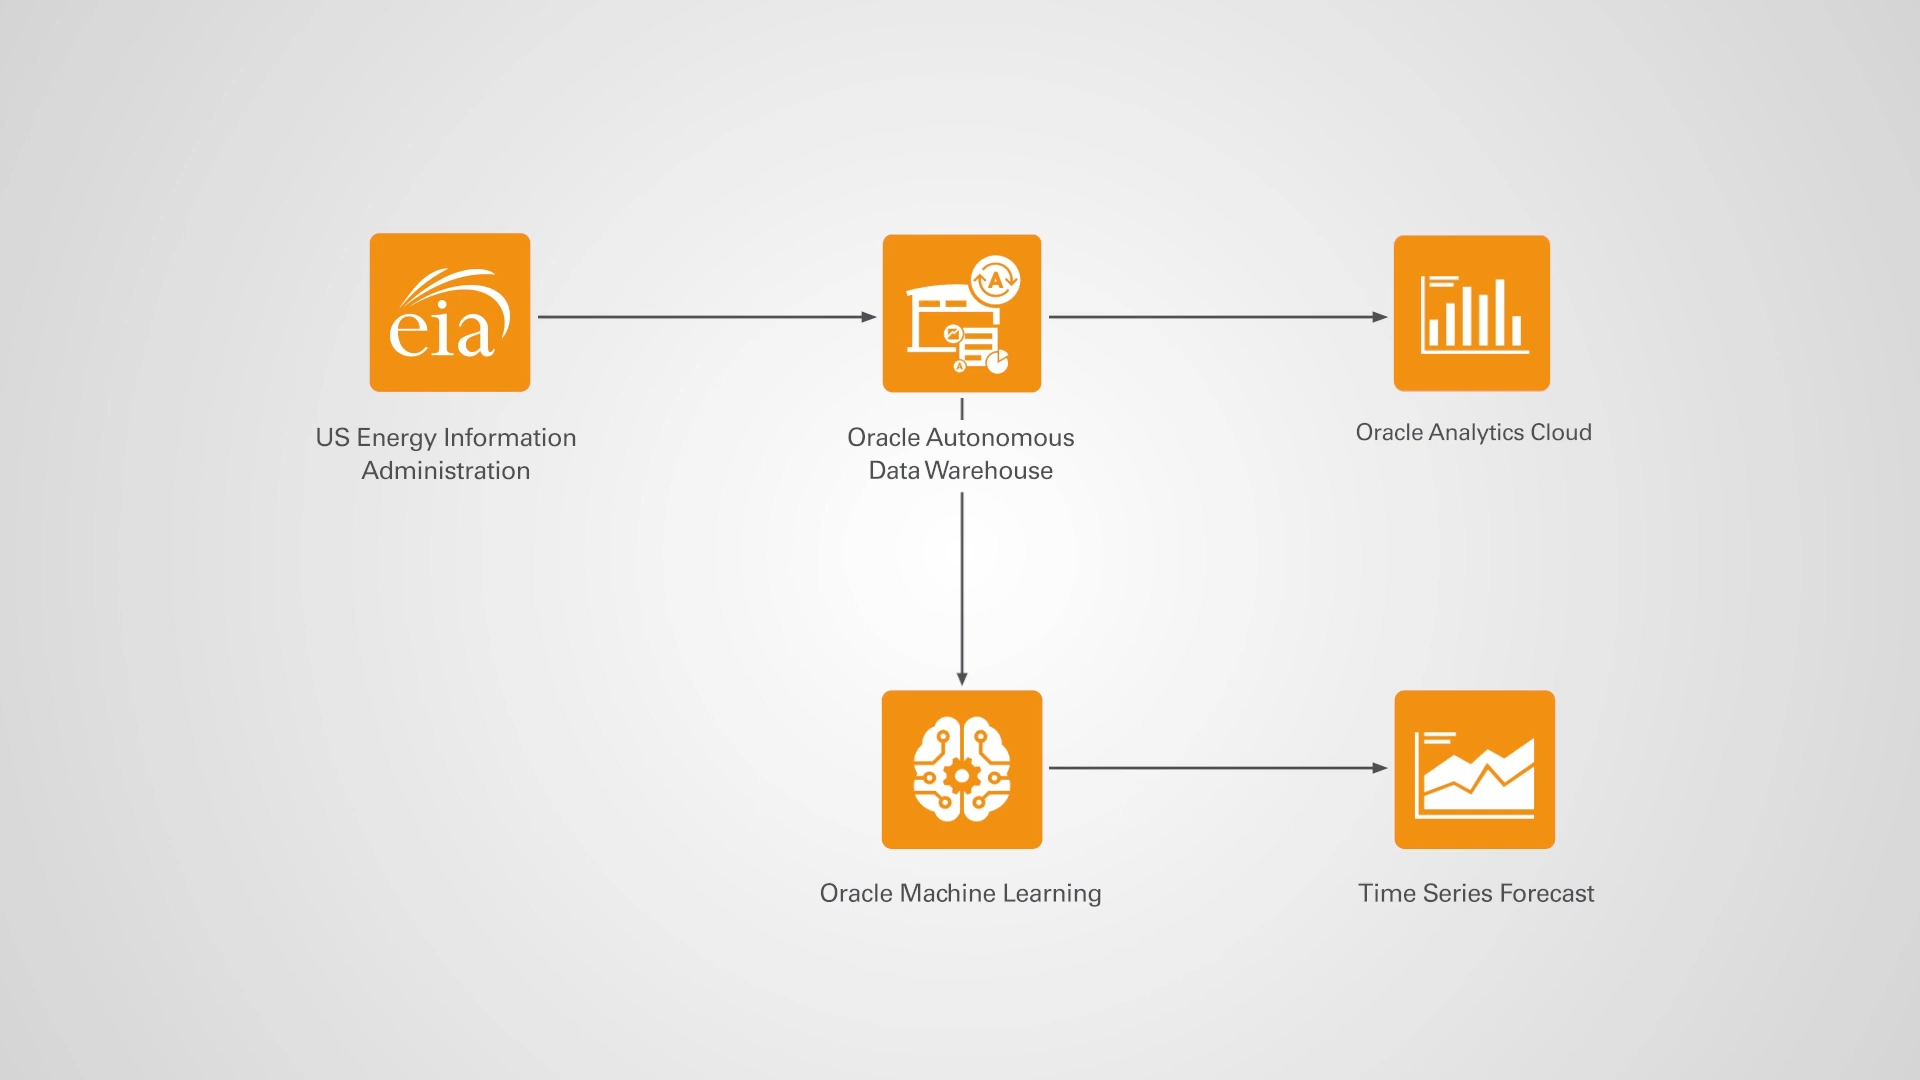 eia
A
A
US Energy Information
Administration
Oracle Autonomous
Data Warehouse
Oracle Analytics Cloud
Oracle Machine Learning
Time Series Forecast